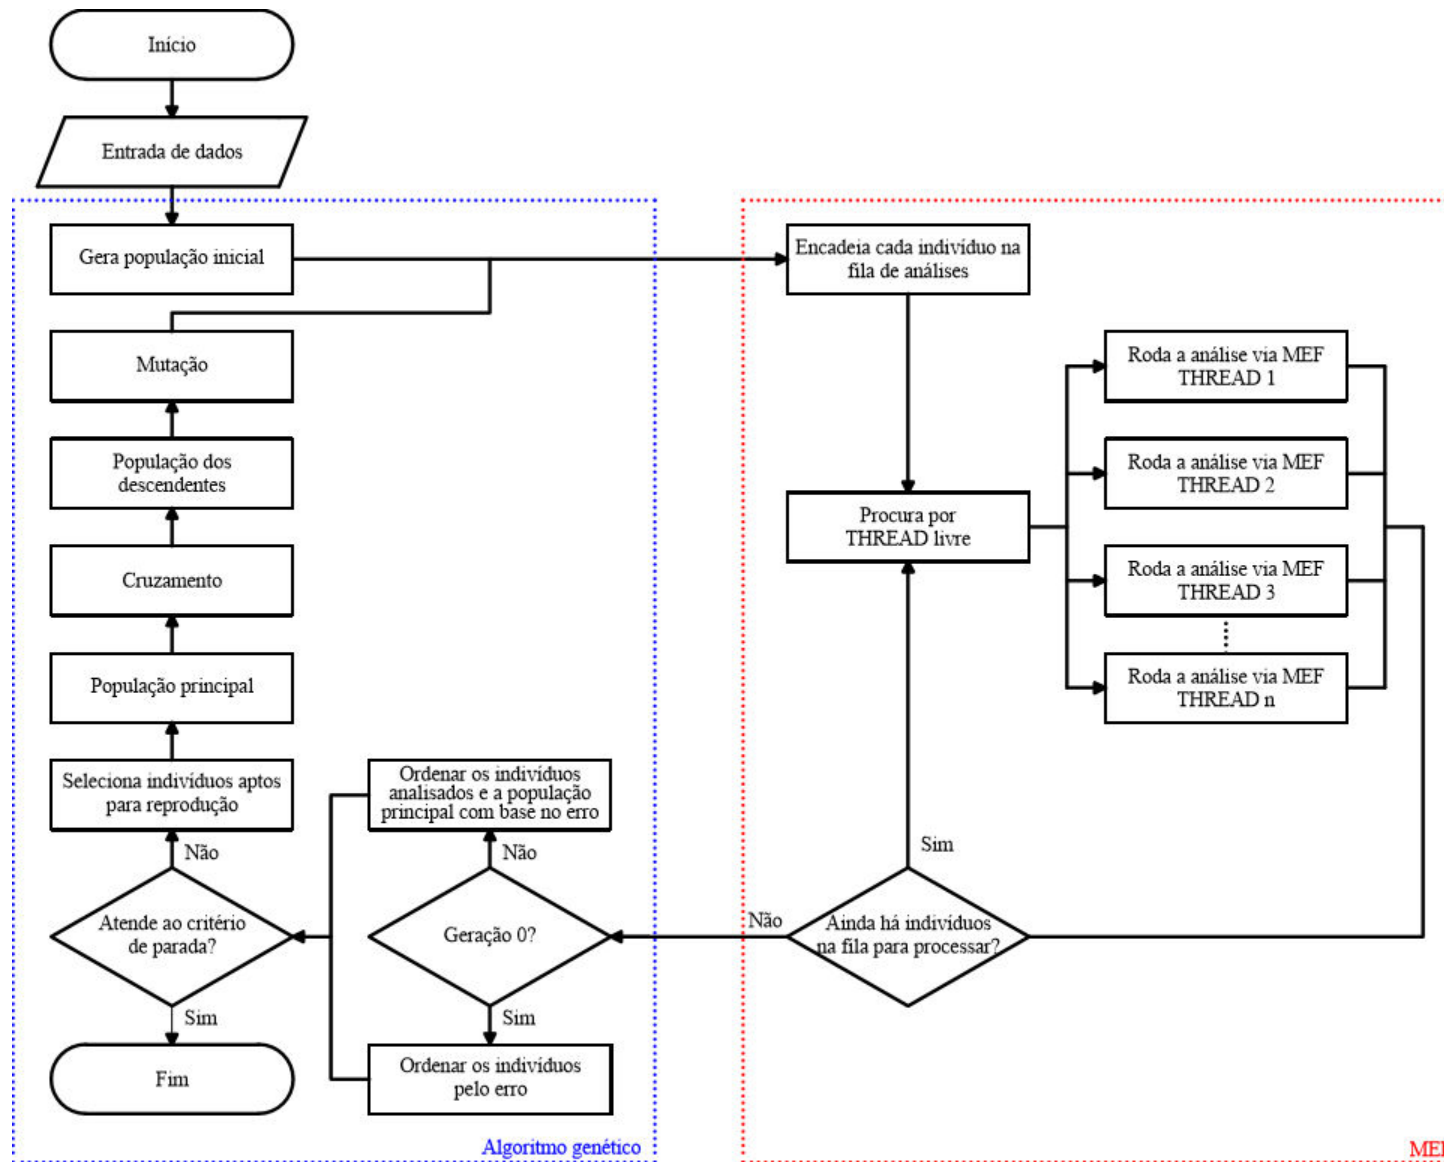 Início
Entrada de dados
Gera população inicial
Encadeia cada indivíduo na
fila de análises
Mutação
Roda a análise via MEF
THREAD 1
População dos
descendentes
Roda a análise via MEF
THREAD 2
Procura por
THREAD livre
Cruzamento
Roda a análise via MEF
THREAD 3
População principal
Roda a análise via MEF
THREAD n
Seleciona indivíduos aptos
para reprodução
Ordenar os indivíduos
analisados e a população
principal com base no erro
Não
Não
Sim
Atende ao critério
de parada?
Geração 0?
Não
Ainda há indivíduos
na fila para processar?
Sim
Sim
Fim
Ordenar os indivíduos
pelo erro
Algoritmo genético